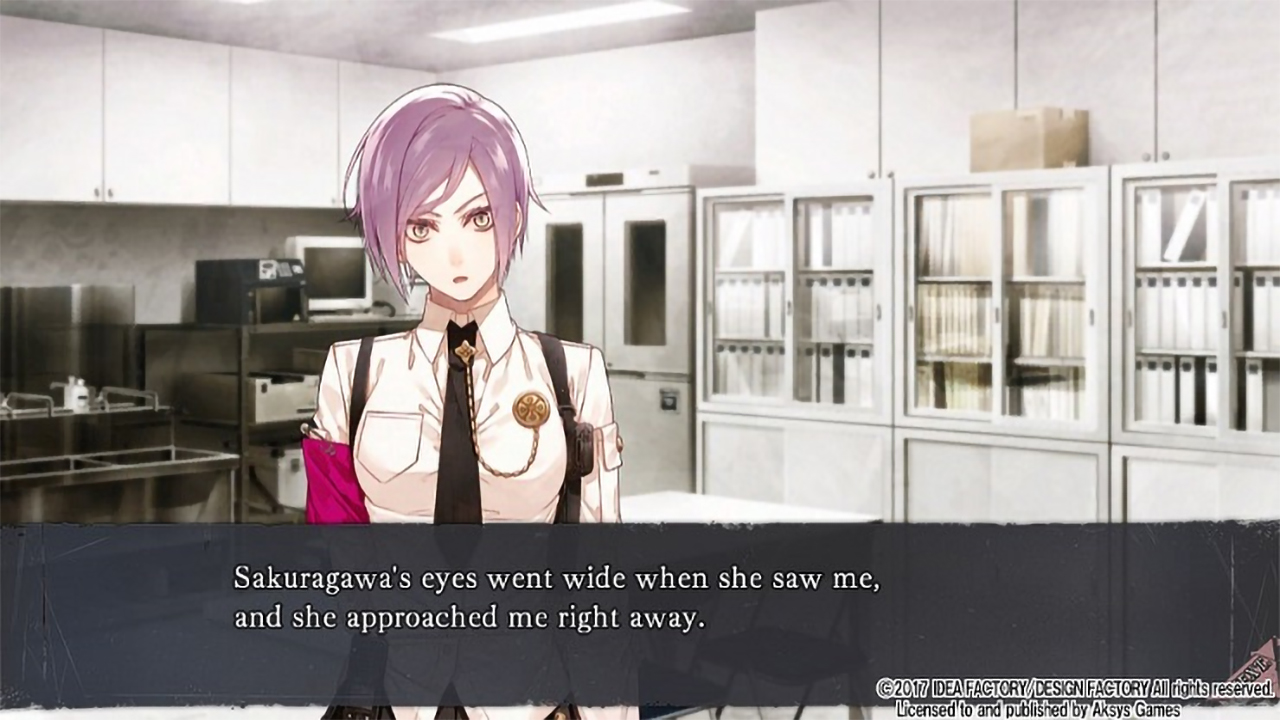 Sakuragawa's eyes went wide when she saw me,
and she approached me right away.
©2017 IDEA FACTORY/DESIGN FACTORY All rights reserved.
Licensed to and published by Aksys Games